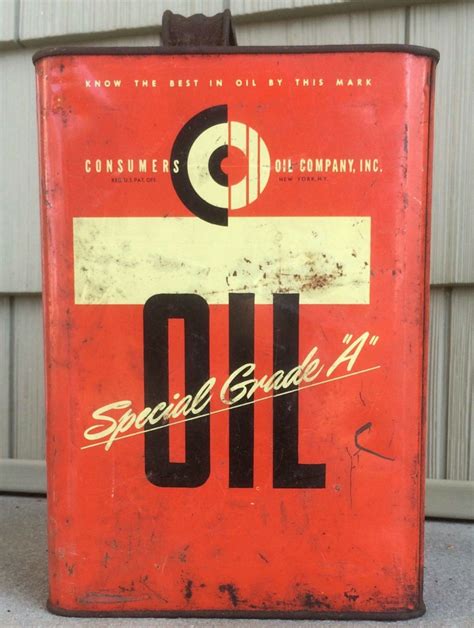 KNOW THE BEST IN OIL BY THIS MARK
CONSUMERS OIL COMPANY, INC.
REG. U.S. PAT. OFF. NEW YORK, N.Y.
OIL
Special Grade "A"